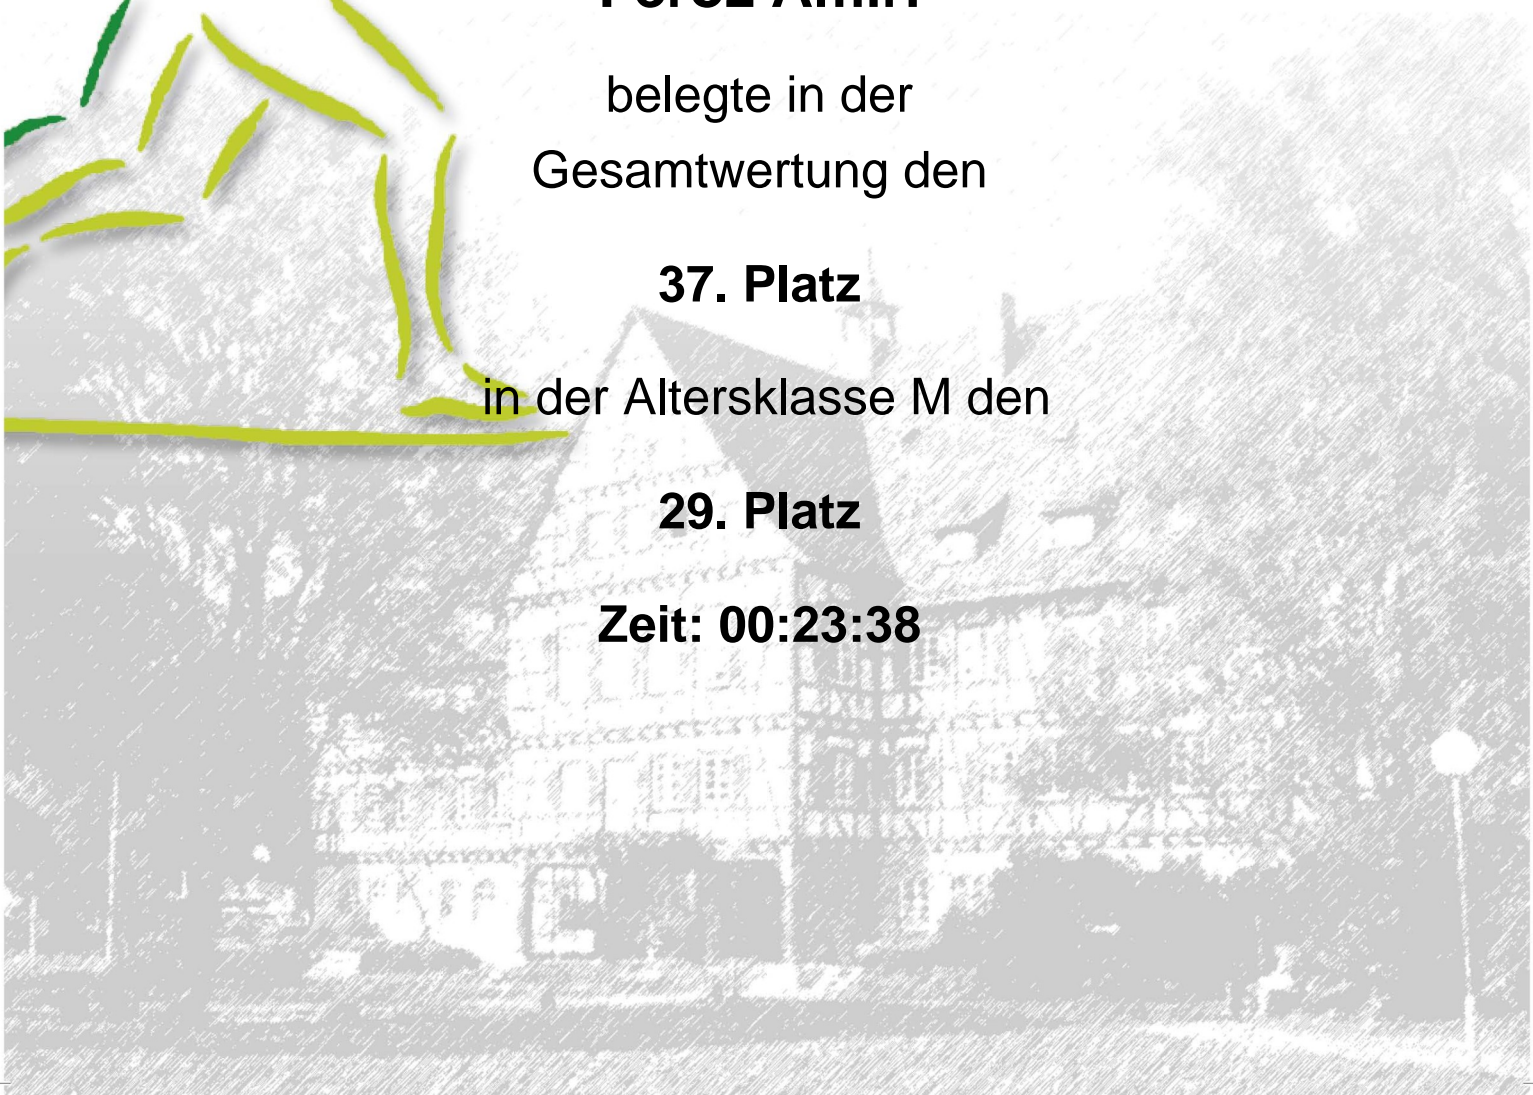 belegte in der
Gesamtwertung den
37. Platz
in der Altersklasse M den
29. Platz
Zeit: 00:23:38